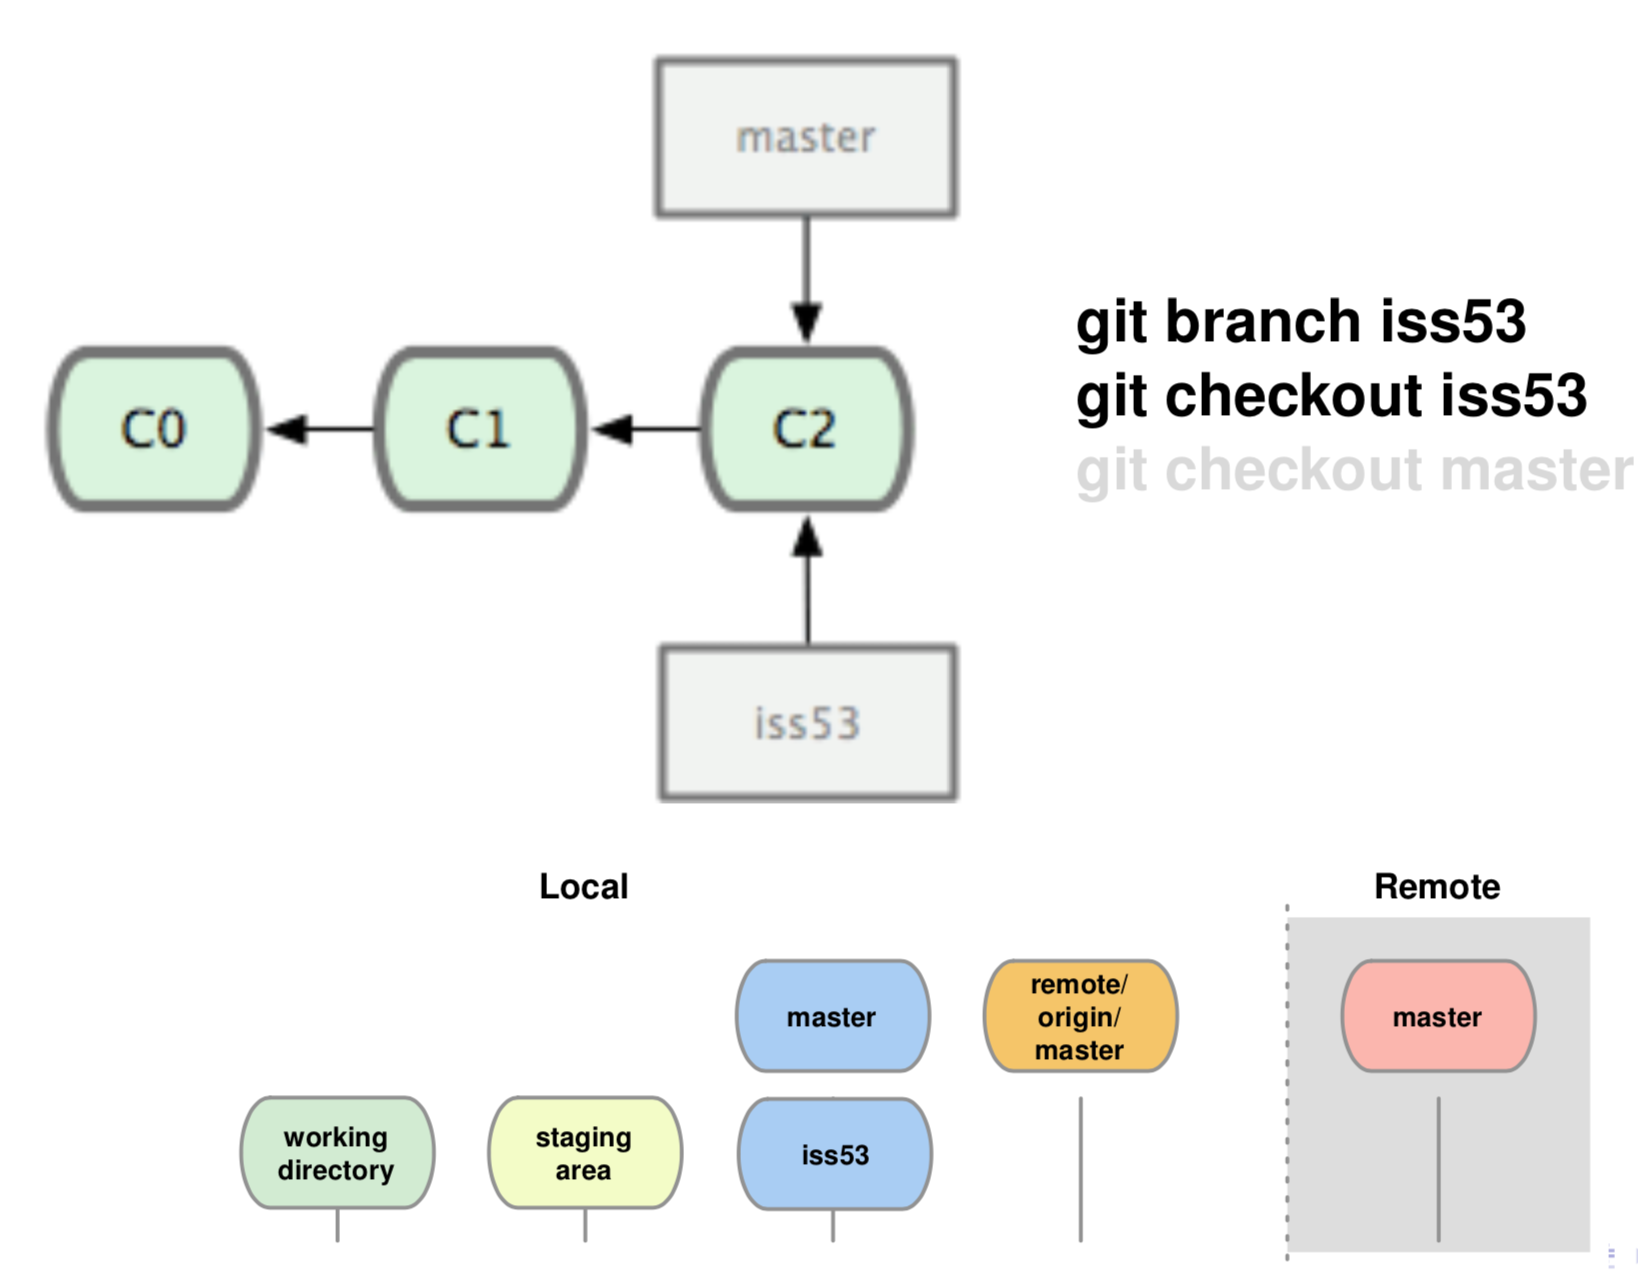 master
git branch iss53
git checkout iss53
git checkout master
C0
C1
C2
iss53
Local
Remote
master
remote/
origin/
master
master
working
directory
staging
area
iss53